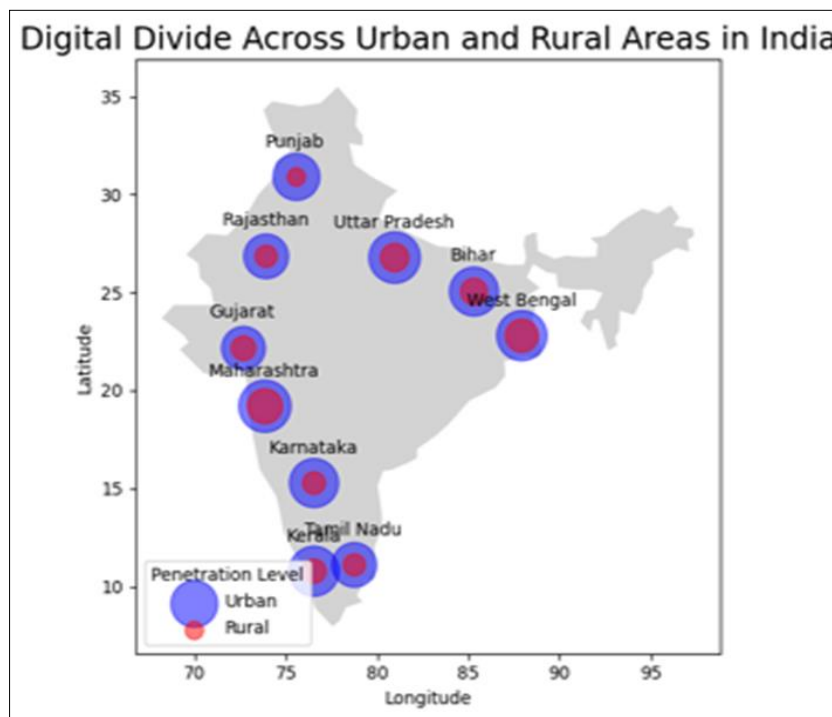 Digital Divide Across Urban and Rural Areas in India
35
30
25
20
15
10
Latitude
Punjab
Rajasthan
Uttar Pradesh
Bihar
West Bengal
Gujarat
Maharashtra
Karnataka
Kerala
Tamil Nadu
Penetration Level
Urban
Rural
70 75 80 85 90 95
Longitude